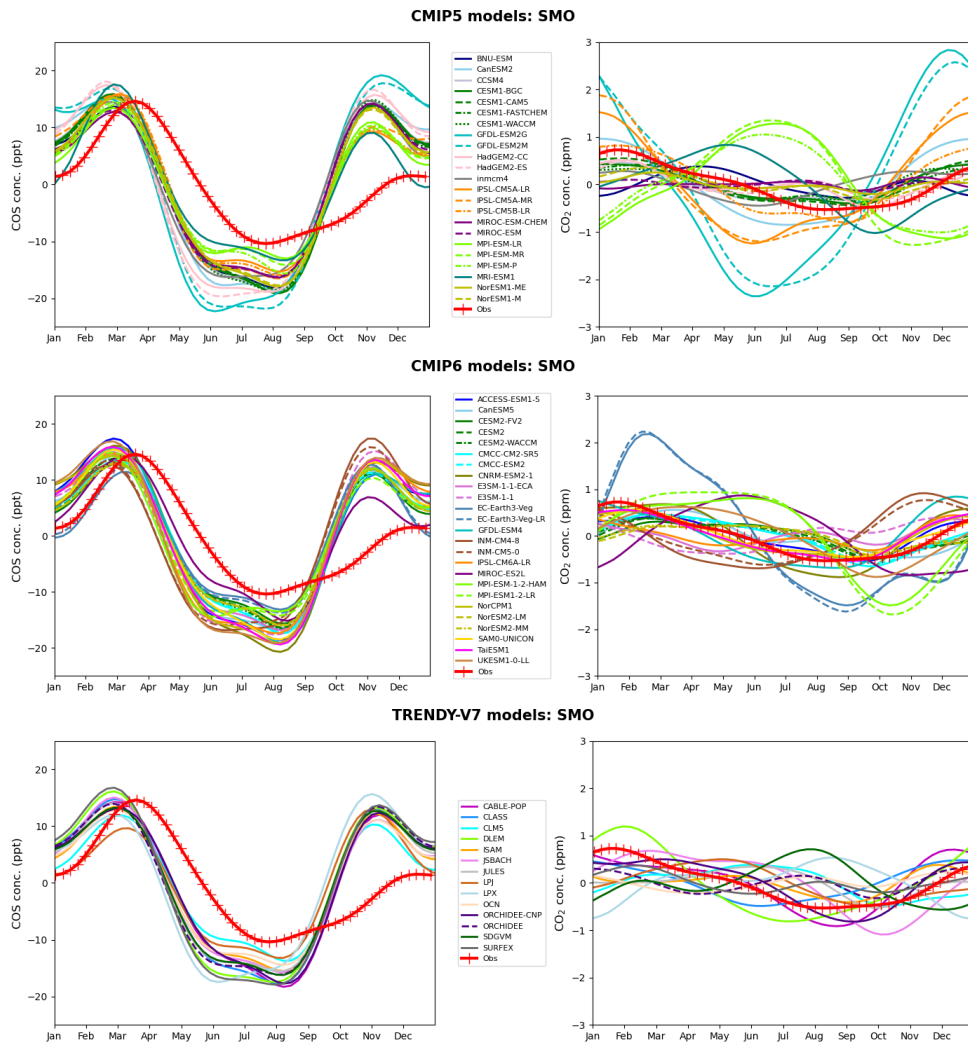 CMIP5 models: SMO
COS conc. (ppt)
20
10
0
−10
−20
Jan Feb Mar Apr May Jun Jul Aug Sep Oct Nov Dec
BNU-ESM
CanESM2
CCSM4
CESM1-BGC
CESM1-CAM5
CESM1-FASTCHEM
CESM1-WACCM
GFDL-ESM2G
GFDL-ESM2M
HadGEM2-CC
HadGEM2-ES
inmcm4
IPSL-CM5A-LR
IPSL-CM5A-MR
IPSL-CM5B-LR
MIROC-ESM-CHEM
MIROC-ESM
MPI-ESM-LR
MPI-ESM-MR
MPI-ESM-P
MRI-ESM1
NorESM1-ME
NorESM1-M
Obs
CO₂ conc. (ppm)
3
2
1
0
−1
−2
−3
Jan Feb Mar Apr May Jun Jul Aug Sep Oct Nov Dec
CMIP6 models: SMO
COS conc. (ppt)
20
10
0
−10
−20
Jan Feb Mar Apr May Jun Jul Aug Sep Oct Nov Dec
ACCESS-ESM1-5
CanESM5
CESM2-FV2
CESM2
CESM2-WACCM
CMCC-CM2-SR5
CMCC-ESM2
CNRM-ESM2-1
E3SM-1-1-ECA
E3SM-1-1
EC-Earth3-Veg
EC-Earth3-Veg-LR
GFDL-ESM4
INM-CM4-8
INM-CM5-0
IPSL-CM6A-LR
MIROC-ES2L
MPI-ESM-1-2-HAM
MPI-ESM1-2-LR
NorCPM1
NorESM2-LM
NorESM2-MM
SAM0-UNICON
TaiESM1
UKESM1-0-LL
Obs
CO₂ conc. (ppm)
3
2
1
0
−1
−2
−3
Jan Feb Mar Apr May Jun Jul Aug Sep Oct Nov Dec
TRENDY-V7 models: SMO
COS conc. (ppt)
20
10
0
−10
−20
Jan Feb Mar Apr May Jun Jul Aug Sep Oct Nov Dec
CABLE-POP
CLASS
CLM5
DLEM
ISAM
JSBACH
JULES
LPJ
LPX
OCN
ORCHIDEE-CNP
ORCHIDEE
SDGVM
SURFEX
Obs
CO₂ conc. (ppm)
3
2
1
0
−1
−2
−3
Jan Feb Mar Apr May Jun Jul Aug Sep Oct Nov Dec